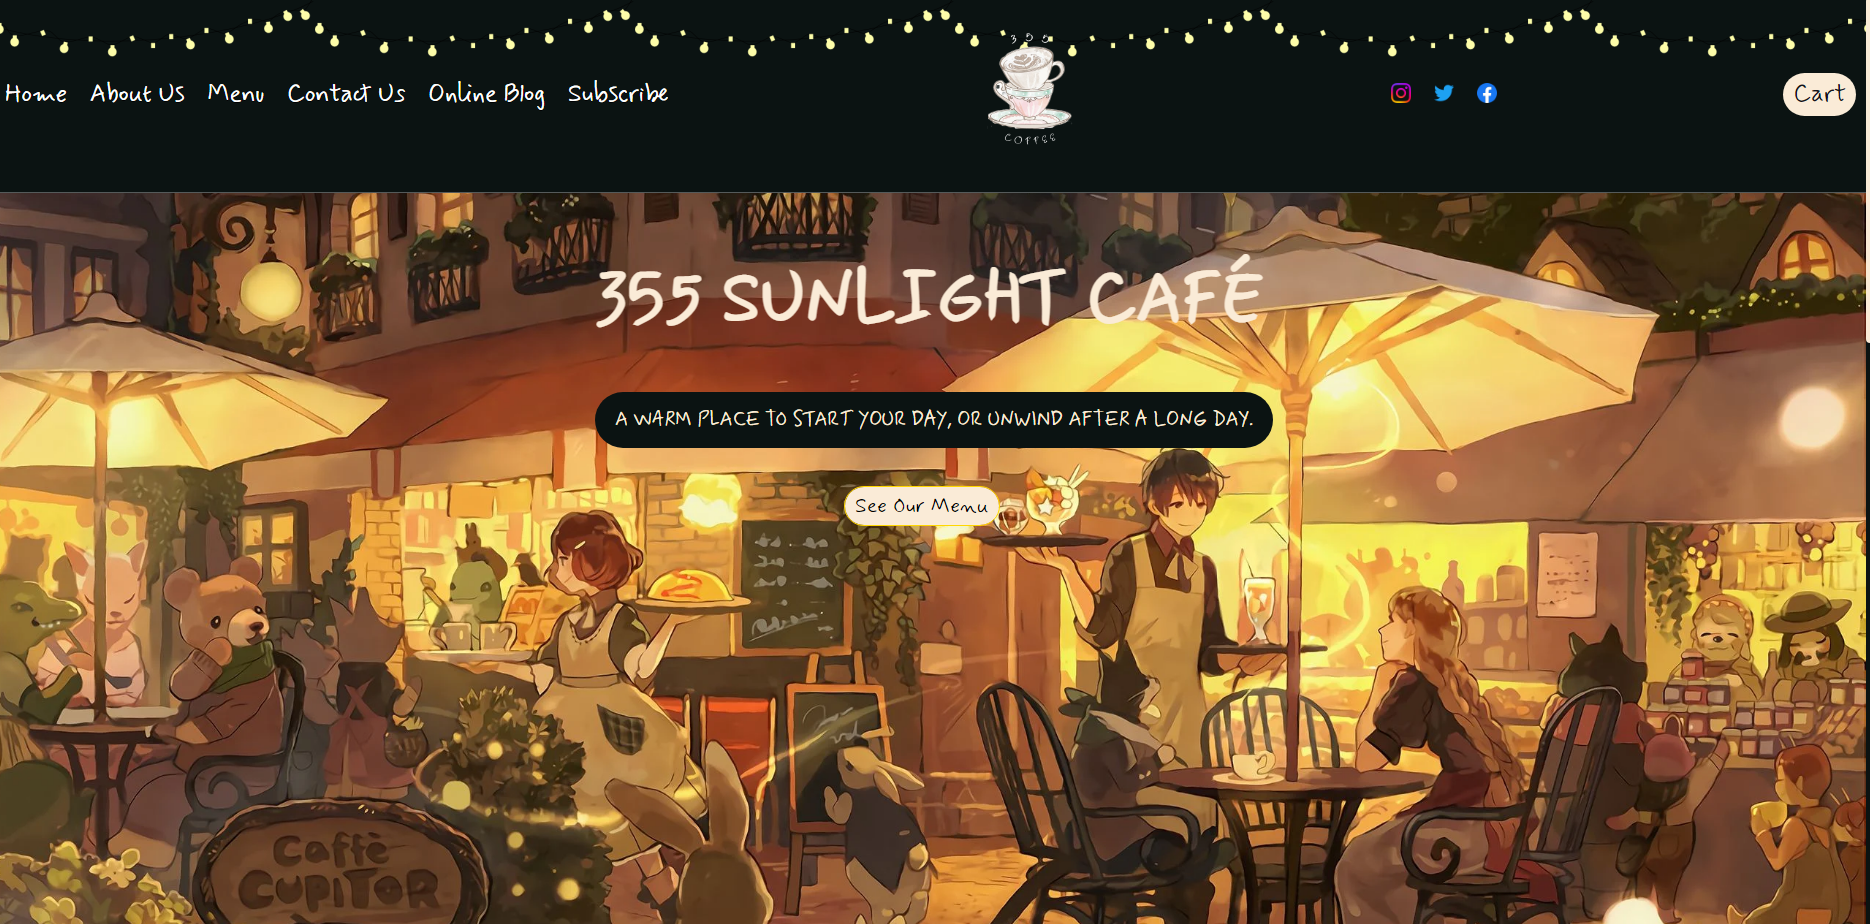 355
COFFEE
Home About US Menu Contact Us Online Blog Subscribe
Cart
355 SUNLIGHT CAFÉ
A WARM PLACE TO START YOUR DAY, OR UNWIND AFTER A LONG DAY.
See Our Menu
Caffè
CUPITOR